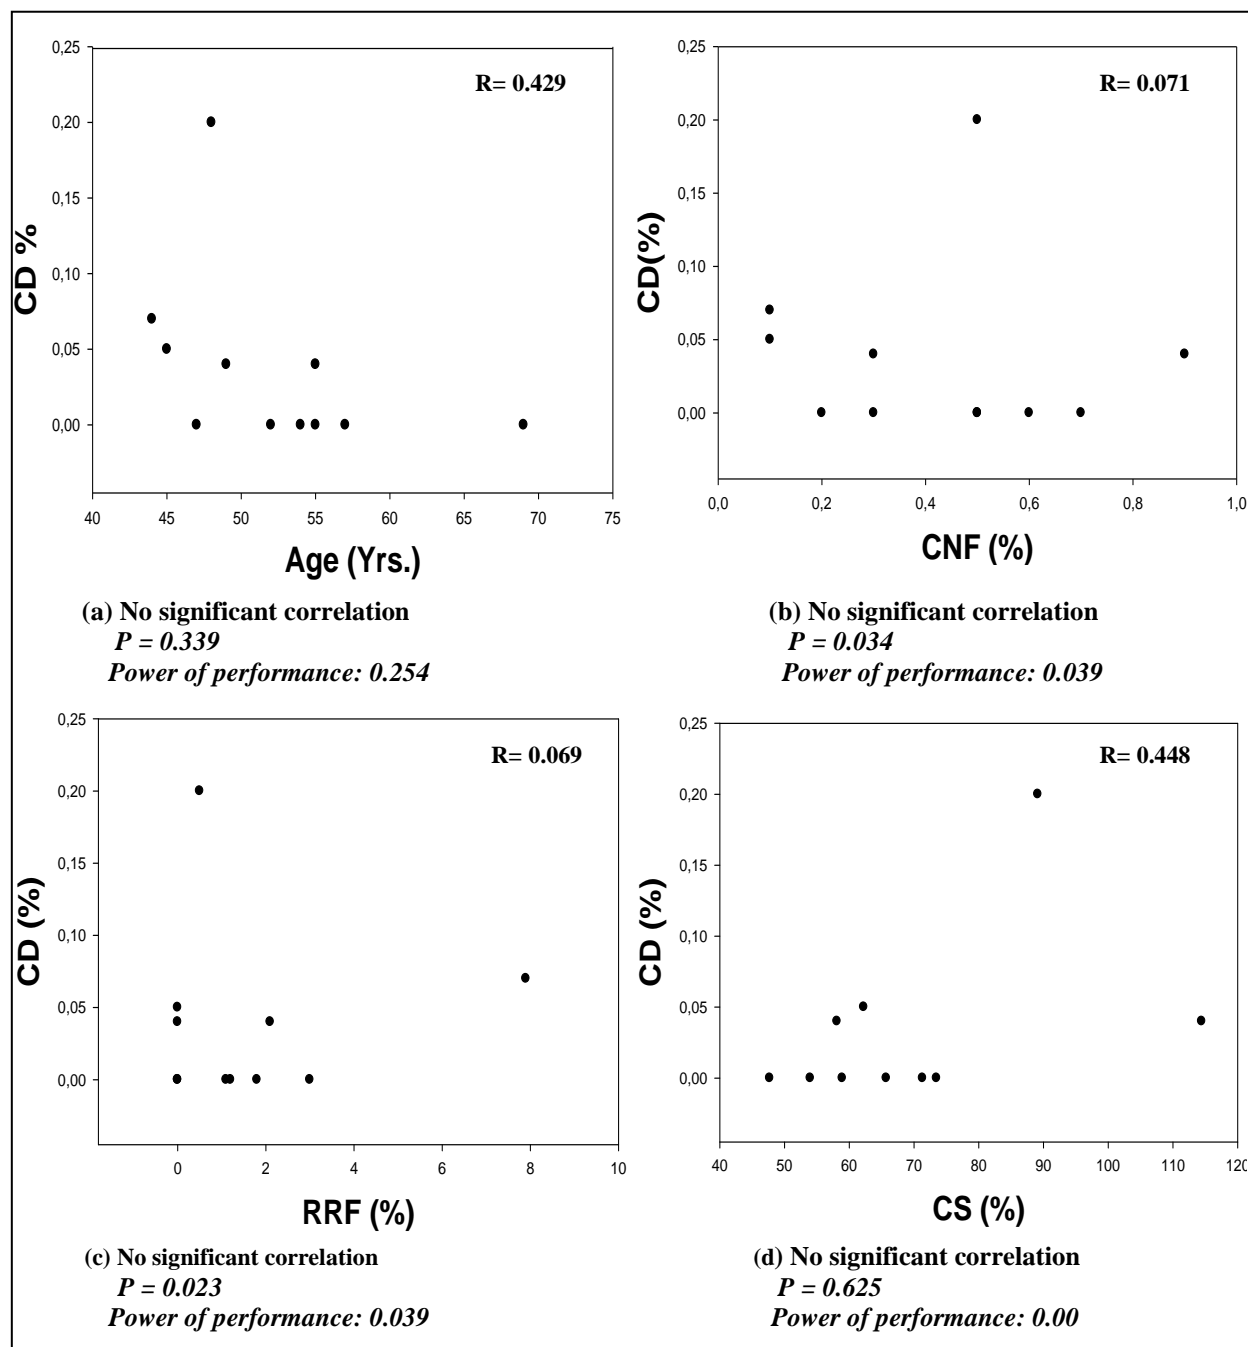 0,25
0,20
0,15
0,10
0,05
0,00
CD %
R= 0.429
40 45 50 55 60 65 70 75
Age (Yrs.)
(a) No significant correlation
P = 0.339
Power of performance: 0.254
0,25
0,20
0,15
0,10
0,05
0,00
CD(%)
R= 0.071
0,0 0,2 0,4 0,6 0,8 1,0
CNF (%)
(b) No significant correlation
P = 0.034
Power of performance: 0.039
0,25
0,20
0,15
0,10
0,05
0,00
CD (%)
R= 0.069
0 2 4 6 8 10
RRF (%)
(c) No significant correlation
P = 0.023
Power of performance: 0.039
0,25
0,20
0,15
0,10
0,05
0,00
CD (%)
R= 0.448
40 50 60 70 80 90 100 110 120
CS (%)
(d) No significant correlation
P = 0.625
Power of performance: 0.00